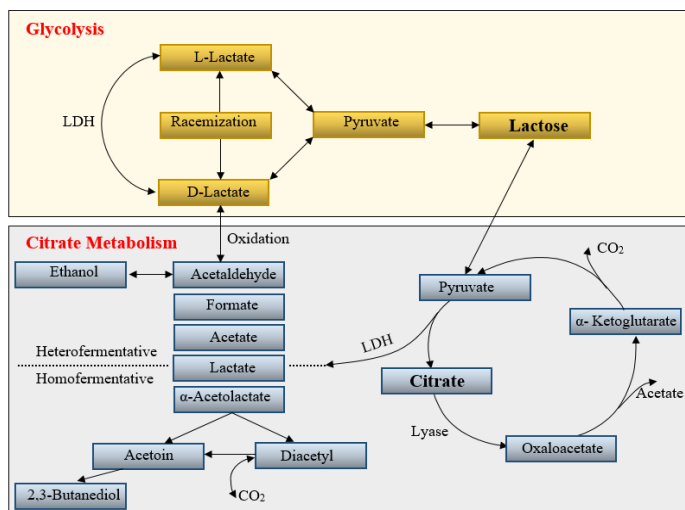 Glycolysis
L-Lactate
LDH
Racemization
Pyruvate
Lactose
D-Lactate
Oxidation
Citrate Metabolism
CO2
Ethanol
Acetaldehyde
Pyruvate
Formate
α- Ketoglutarate
Acetate
Heterofermentative
LDH
Lactate
Homofermentative
Citrate
α-Acetolactate
Acetate
Lyase
Oxaloacetate
Acetoin
Diacetyl
2,3-Butanediol
CO2